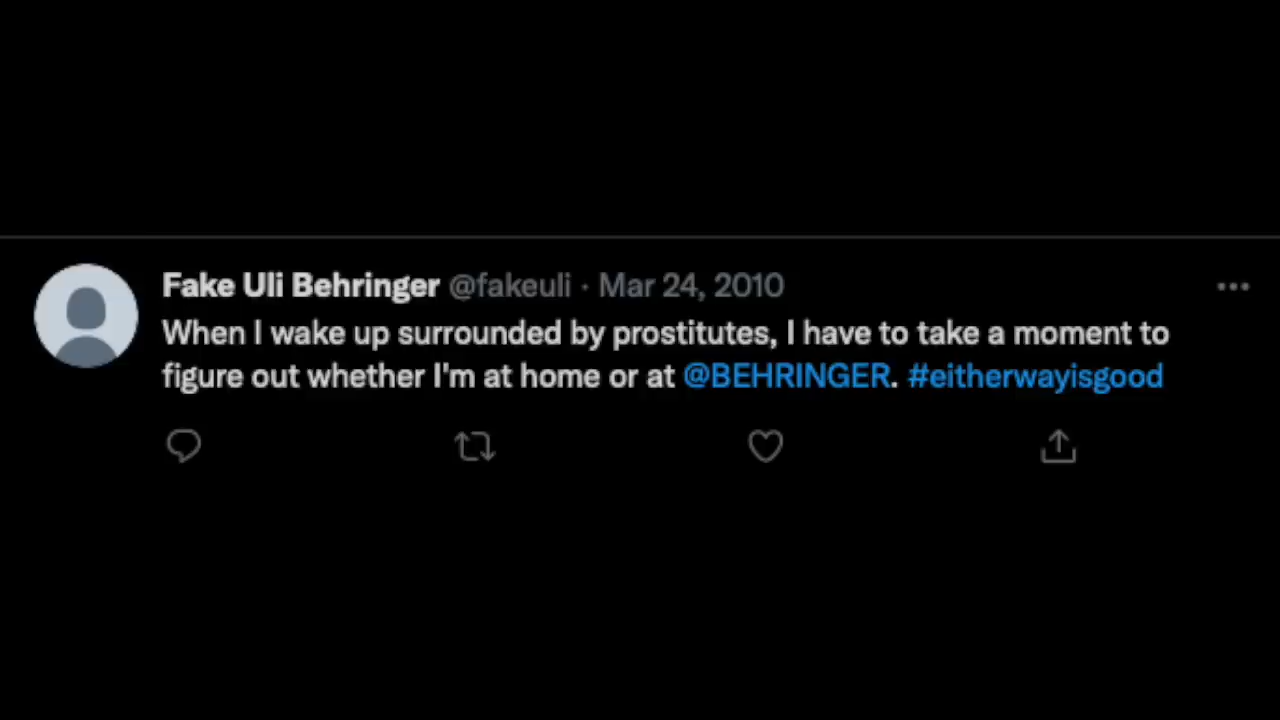 Fake Uli Behringer @fakeuli · Mar 24, 2010
When I wake up surrounded by prostitutes, I have to take a moment to
figure out whether I'm at home or at @BEHRINGER. #eitherwayisgood